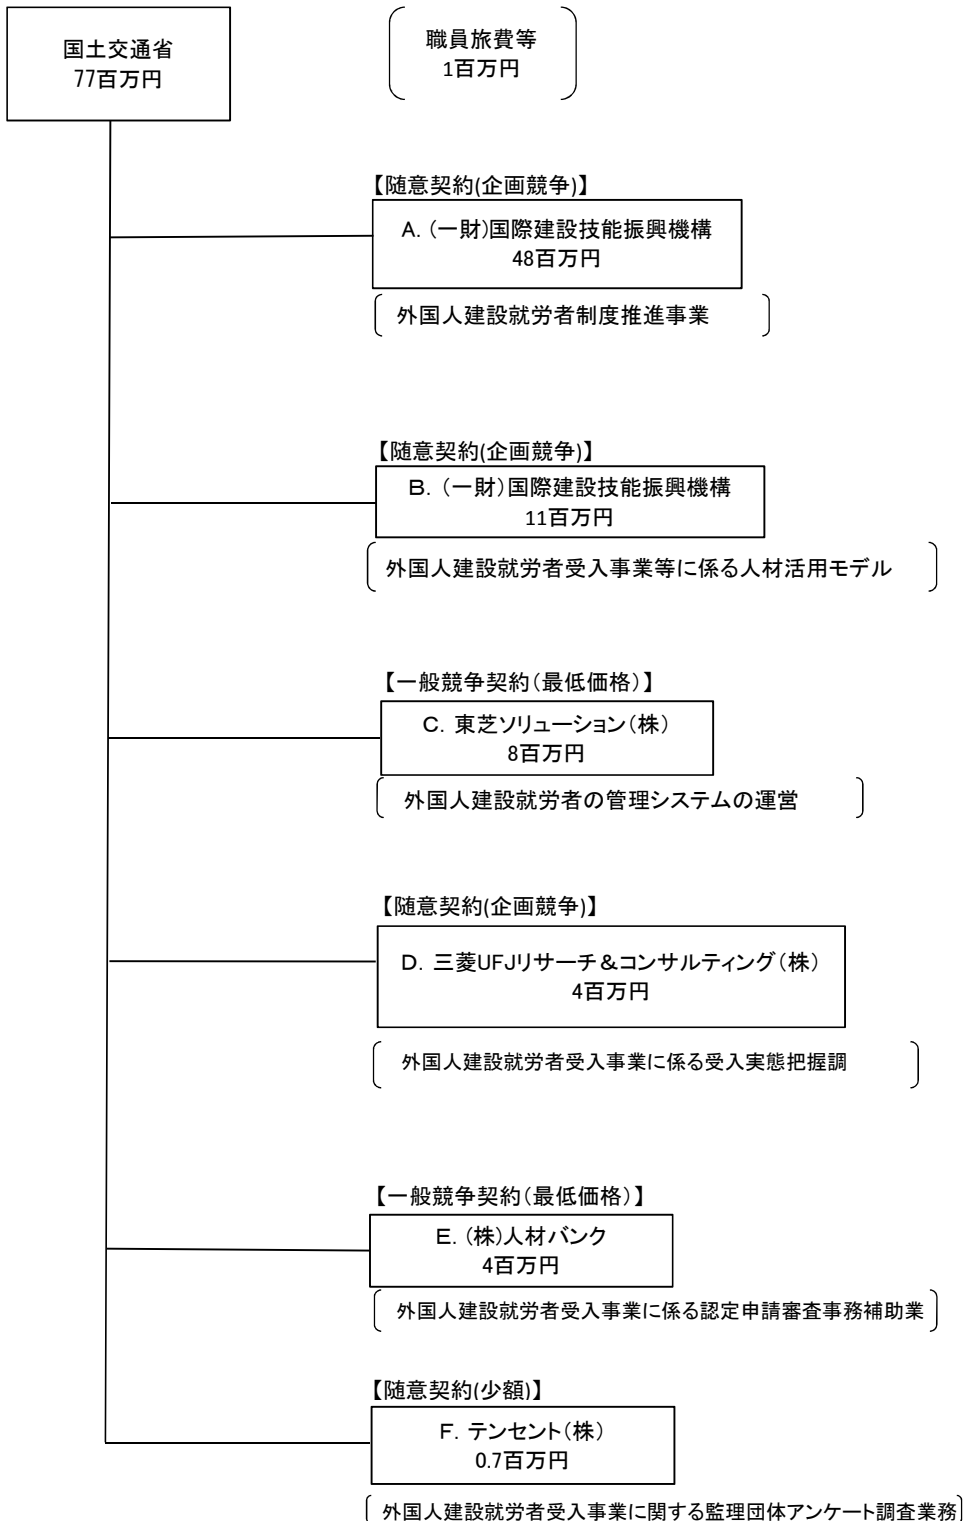 国土交通省
77百万円
職員旅費等
1百万円
【随意契約(企画競争)】
A．(一財)国際建設技能振興機構
48百万円
外国人建設就労者制度推進事業
【随意契約(企画競争)】
B．（一財）国際建設技能振興機構
11百万円
外国人建設就労者受入事業等に係る人材活用モデル
【一般競争契約（最低価格）】
C．東芝ソリューション（株）
8百万円
外国人建設就労者の管理システムの運営
【随意契約(企画競争)】
D．三菱UFJリサーチ＆コンサルティング（株）
4百万円
外国人建設就労者受入事業に係る受入実態把握調
【一般競争契約（最低価格）】
E．(株)人材バンク
4百万円
外国人建設就労者受入事業に係る認定申請審査事務補助業
【随意契約(少額)】
F．テンセント（株）
0.7百万円
外国人建設就労者受入事業に関する監理団体アンケート調査業務